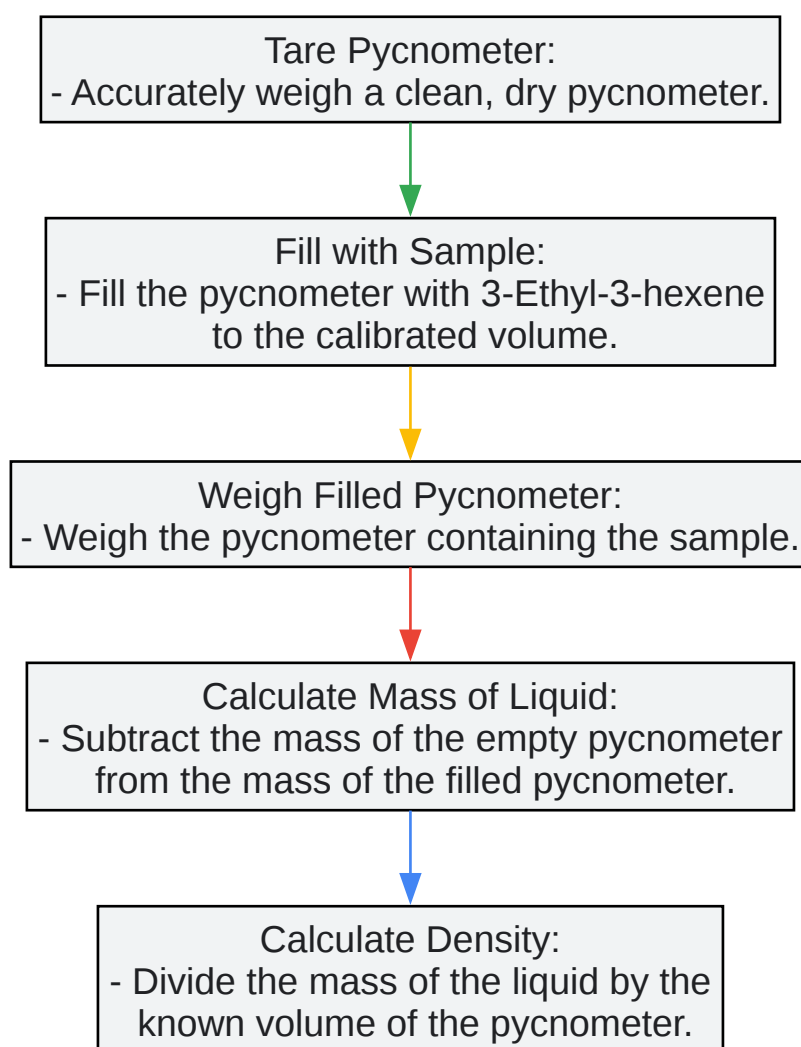 Tare Pycnometer:
- Accurately weigh a clean, dry pycnometer.
Fill with Sample:
- Fill the pycnometer with 3-Ethyl-3-hexene
to the calibrated volume.
Weigh Filled Pycnometer:
- Weigh the pycnometer containing the sample.
Calculate Mass of Liquid:
- Subtract the mass of the empty pycnometer
from the mass of the filled pycnometer.
Calculate Density:
- Divide the mass of the liquid by the
known volume of the pycnometer.